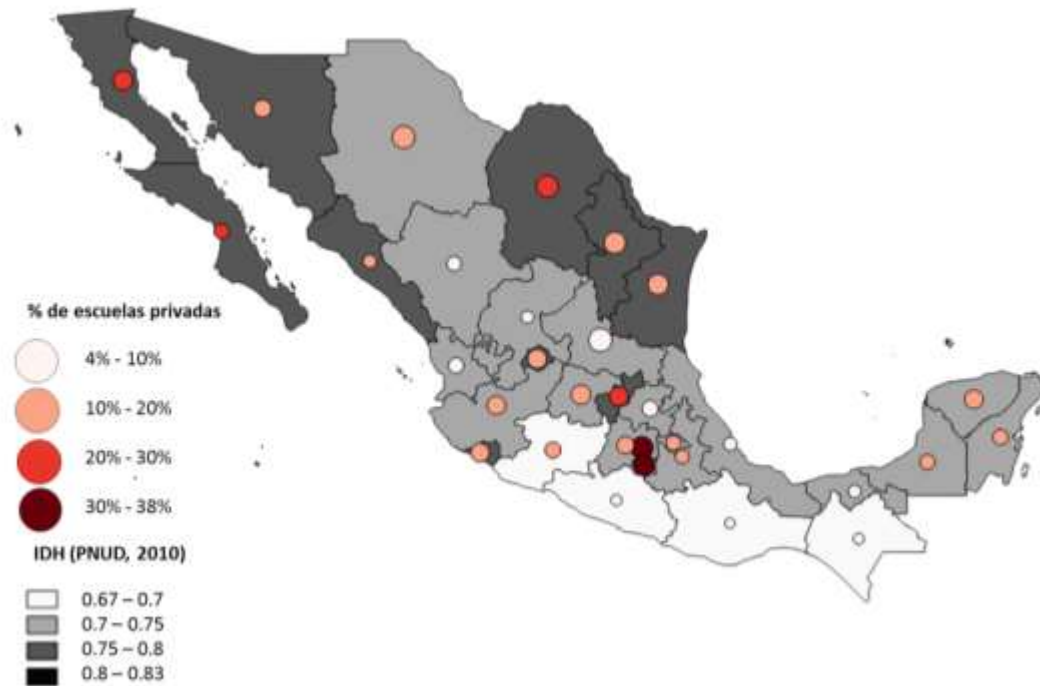 % de escuelas privadas
4% - 10%
10% - 20%
20% - 30%
30% - 38%
IDH (PNUD, 2010)
0.67 – 0.7
0.7 – 0.75
0.75 – 0.8
0.8 – 0.83